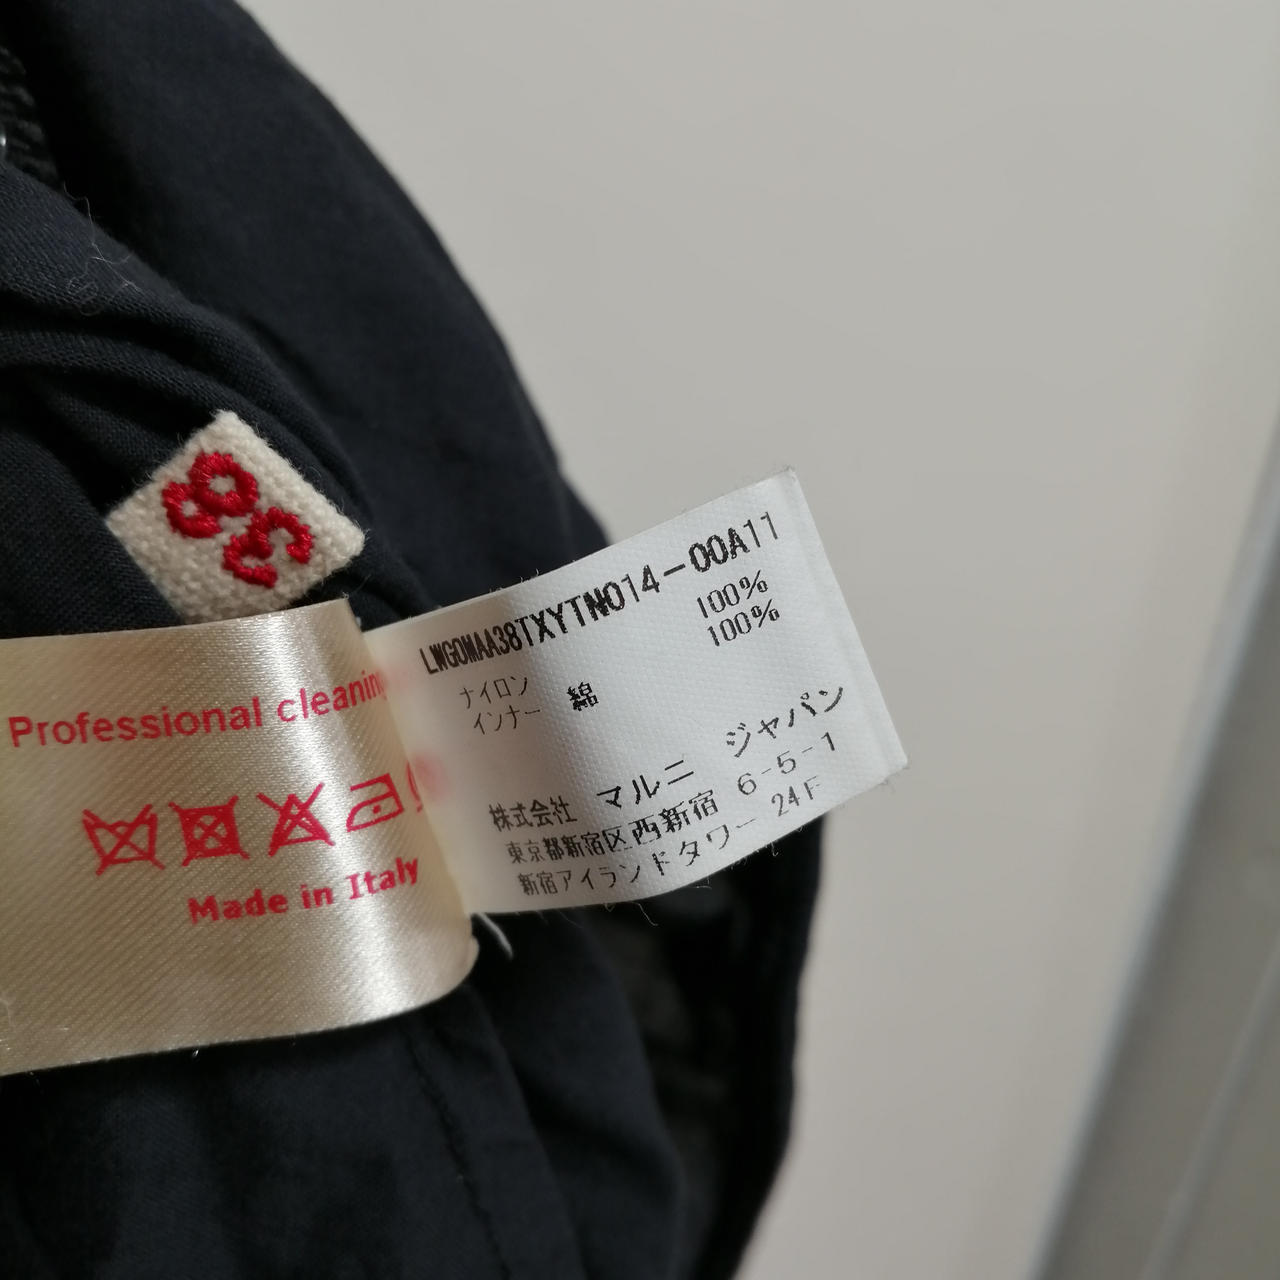 38
Professional cleaning
Made in Italy
LWGOMAA38TXYTNO14-00A11
ナイロン 100%
インナー 綿 100%
株式会社 マルニ ジャパン
東京都新宿区西新宿 6-5-1
新宿アイランドタワー 24F